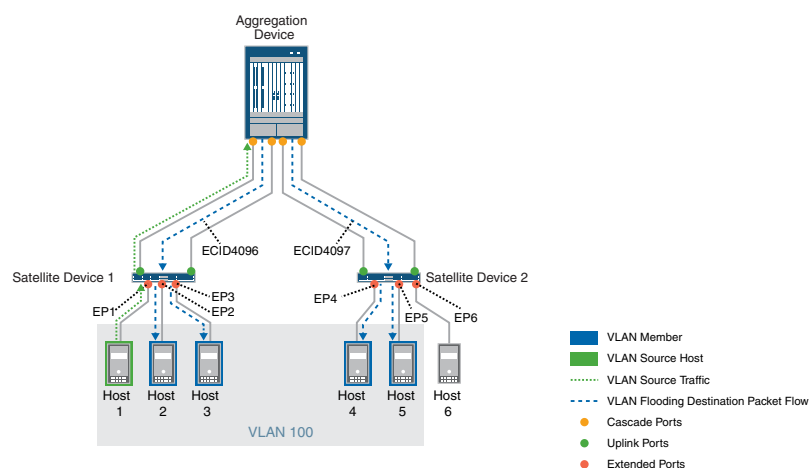 Aggregation
Device
ECID4096
ECID4097
Satellite Device 1
Satellite Device 2
EP1
EP3
EP2
EP4
EP5
EP6
Host
1
Host
2
Host
3
Host
4
Host
5
Host
6
VLAN 100
VLAN Member
VLAN Source Host
VLAN Source Traffic
VLAN Flooding Destination Packet Flow
Cascade Ports
Uplink Ports
Extended Ports